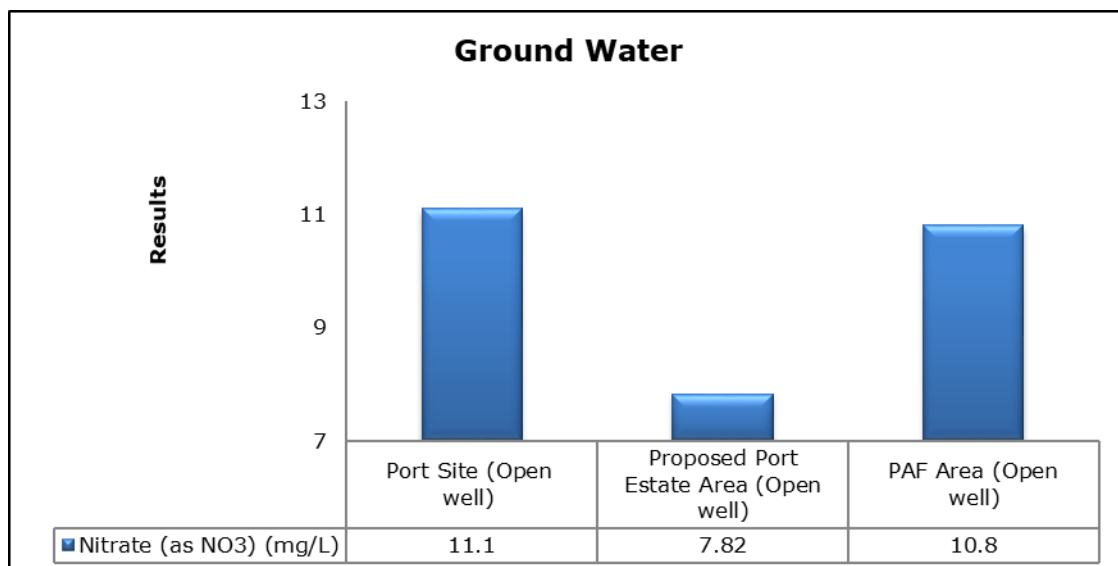 Ground Water
Results
13
11
9
7
Port Site (Open
well)
Proposed Port
Estate Area (Open
well)
PAF Area (Open
well)
Nitrate (as NO3) (mg/L)
11.1
7.82
10.8